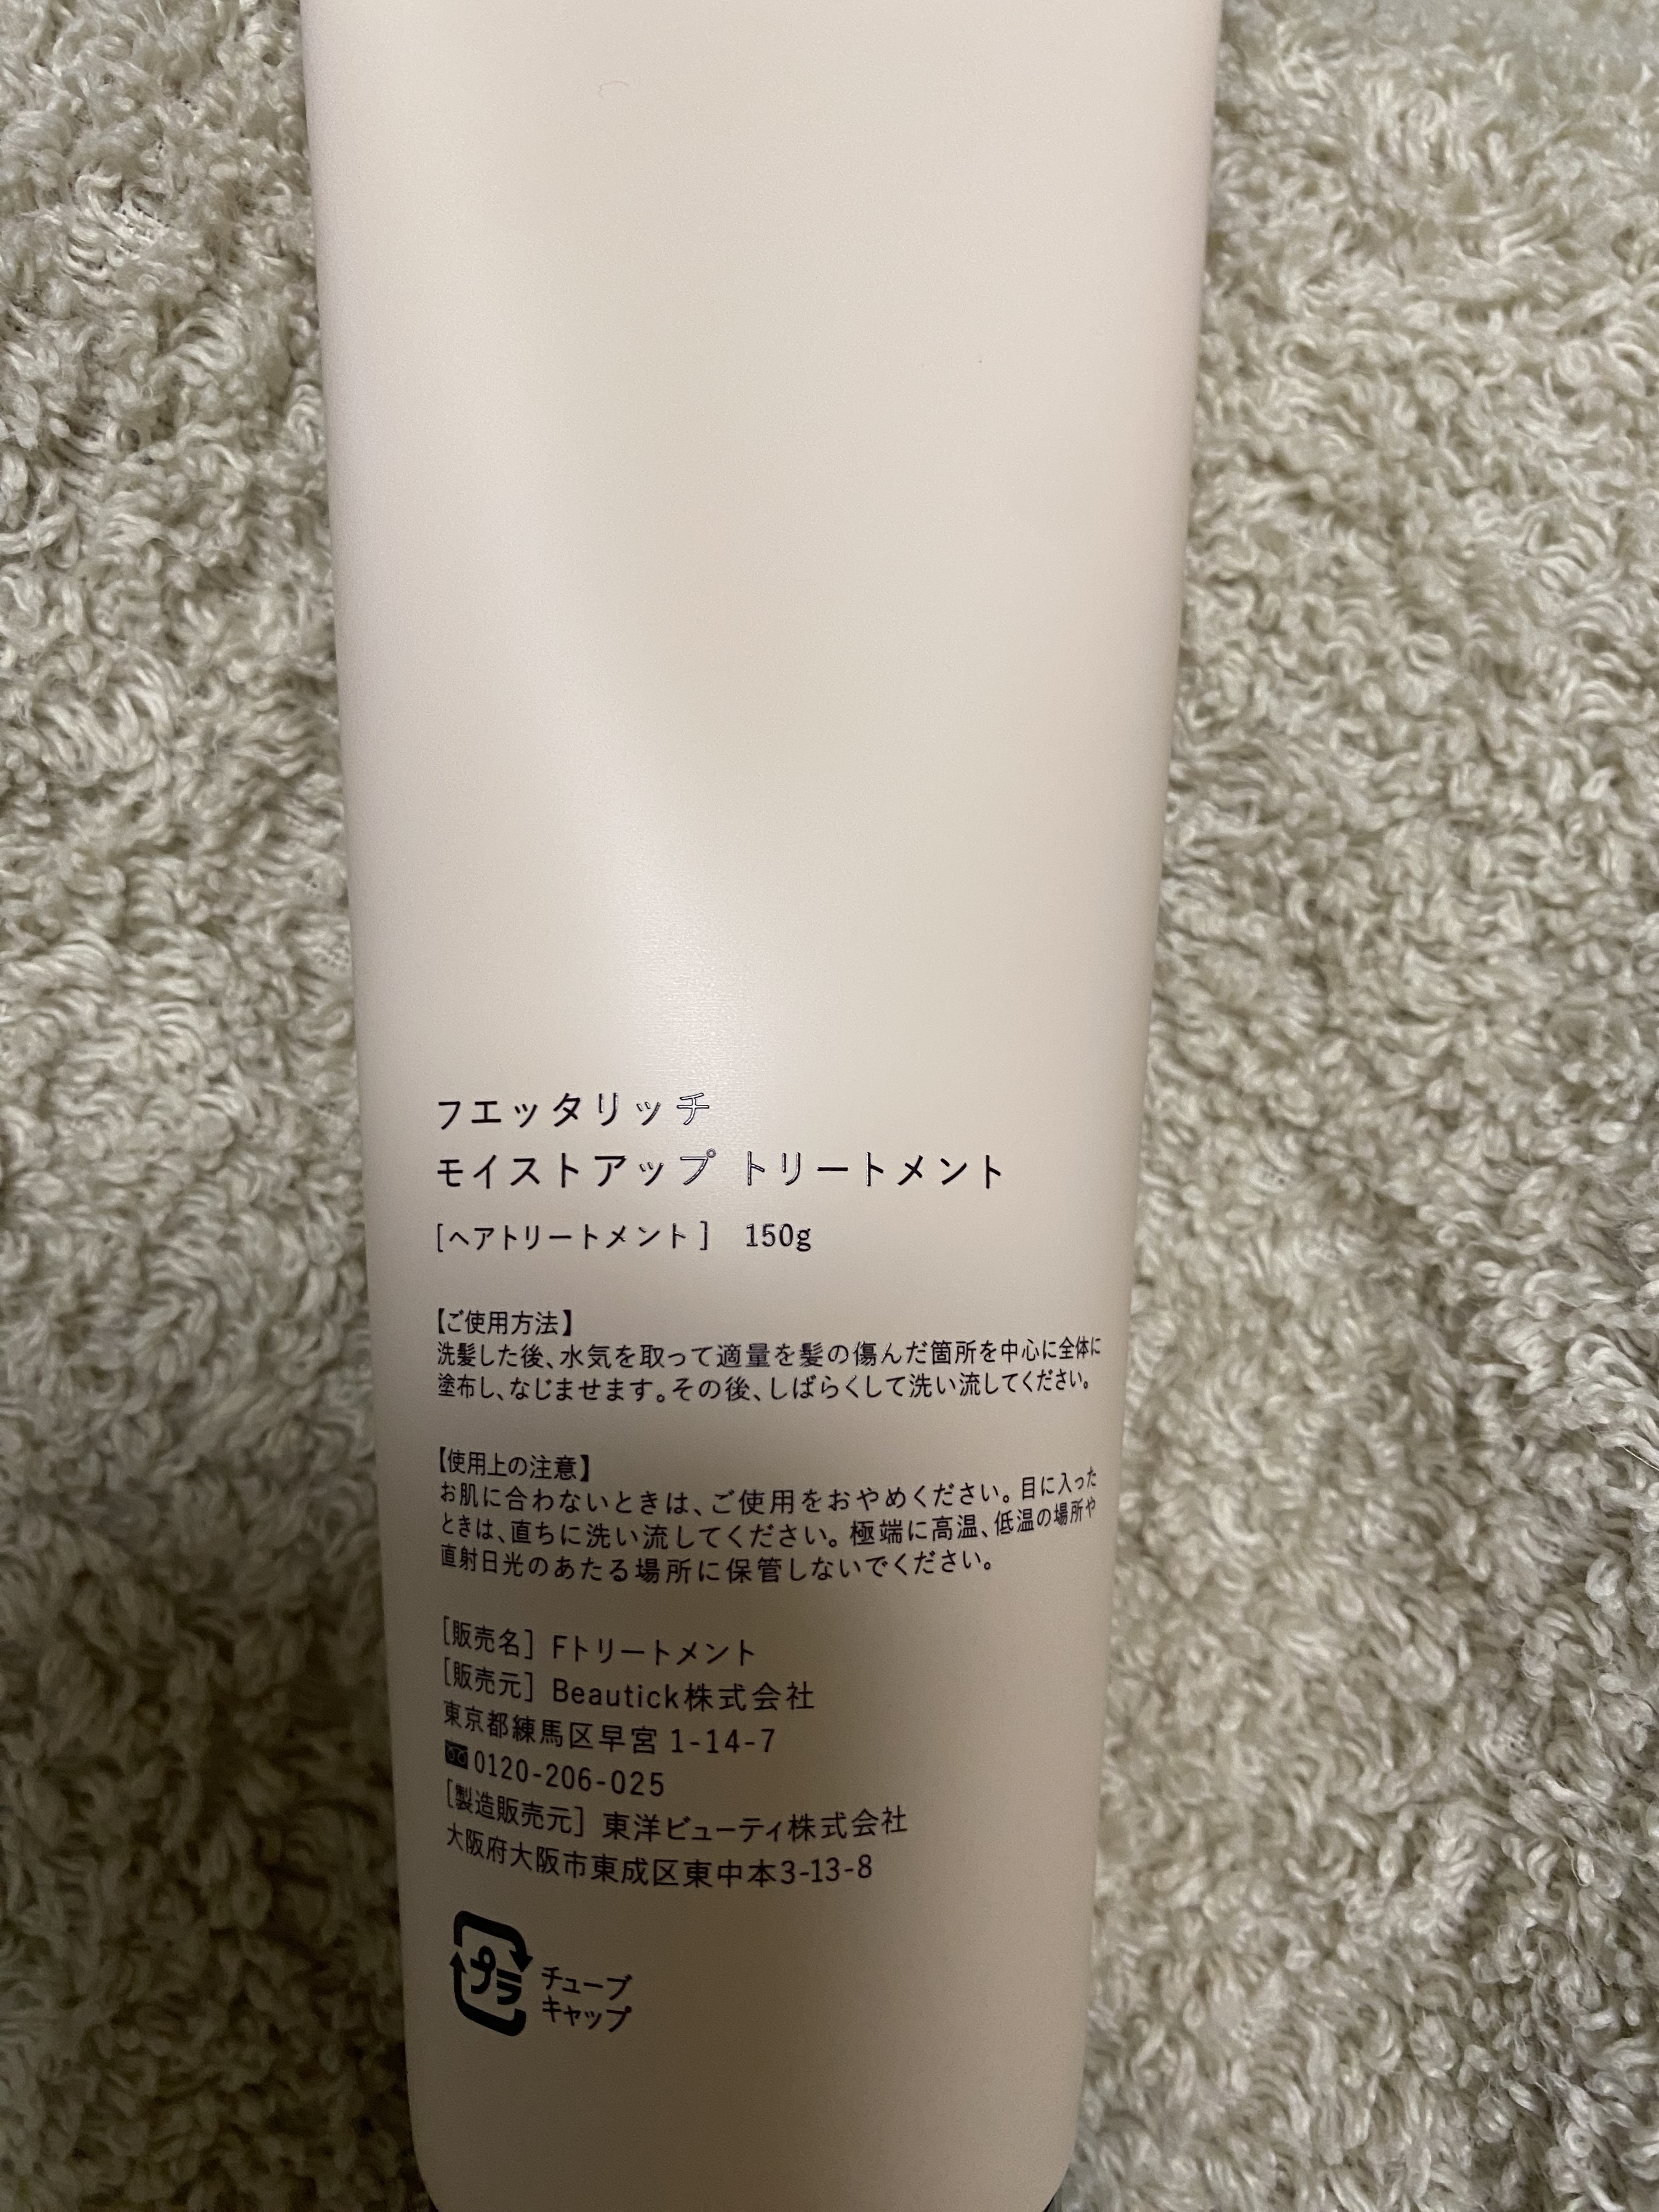 フエッタリッチ
モイストアップ トリートメント
[ヘアトリートメント] 150g
【ご使用方法】
洗髪した後、水気を取って適量を髪の傷んだ箇所を中心に全体に
塗布し、なじませます。その後、しばらくして洗い流してください。
【使用上の注意】
お肌に合わないときは、ご使用をおやめください。目に入った
ときは、直ちに洗い流してください。極端に高温、低温の場所や
直射日光のあたる場所に保管しないでください。
[販売名] Fトリートメント
[販売元] Beautick株式会社
東京都練馬区早宮 1-14-7
0120-206-025
[製造販売元] 東洋ビューティ株式会社
大阪府大阪市東成区東中本3-13-8
プラ
チューブ
キャップ